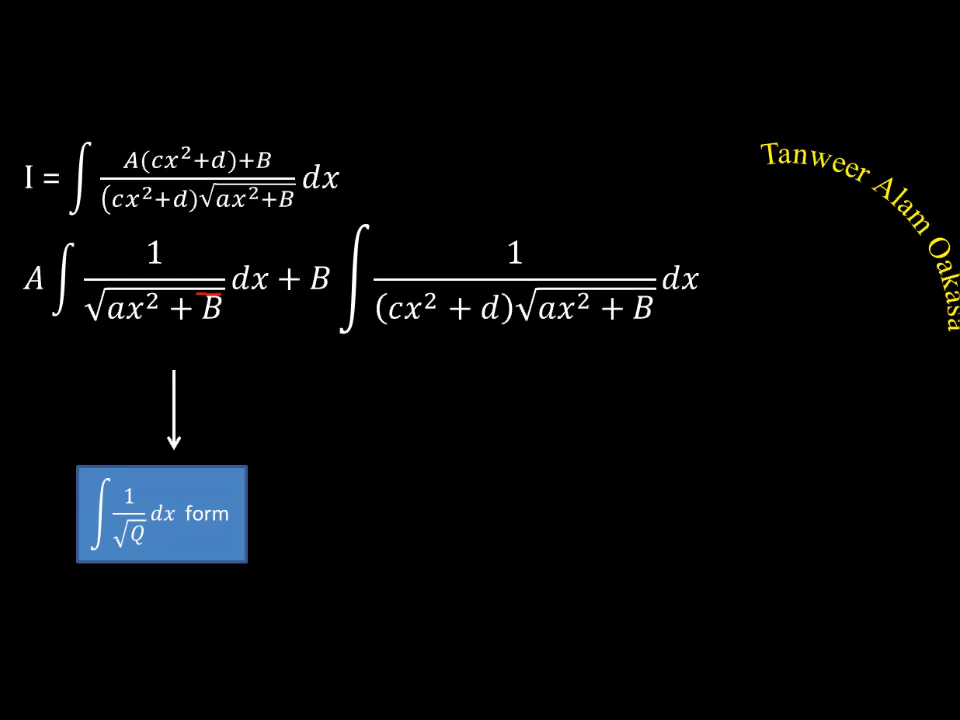 I = ∫ A(cx²+d)+B / (cx²+d)√(ax²+B) dx
A ∫ 1 / √(ax² + B) dx + B ∫ 1 / (cx² + d)√(ax² + B) dx
∫ 1 / √Q dx form
Tanweer Alam Oakasa